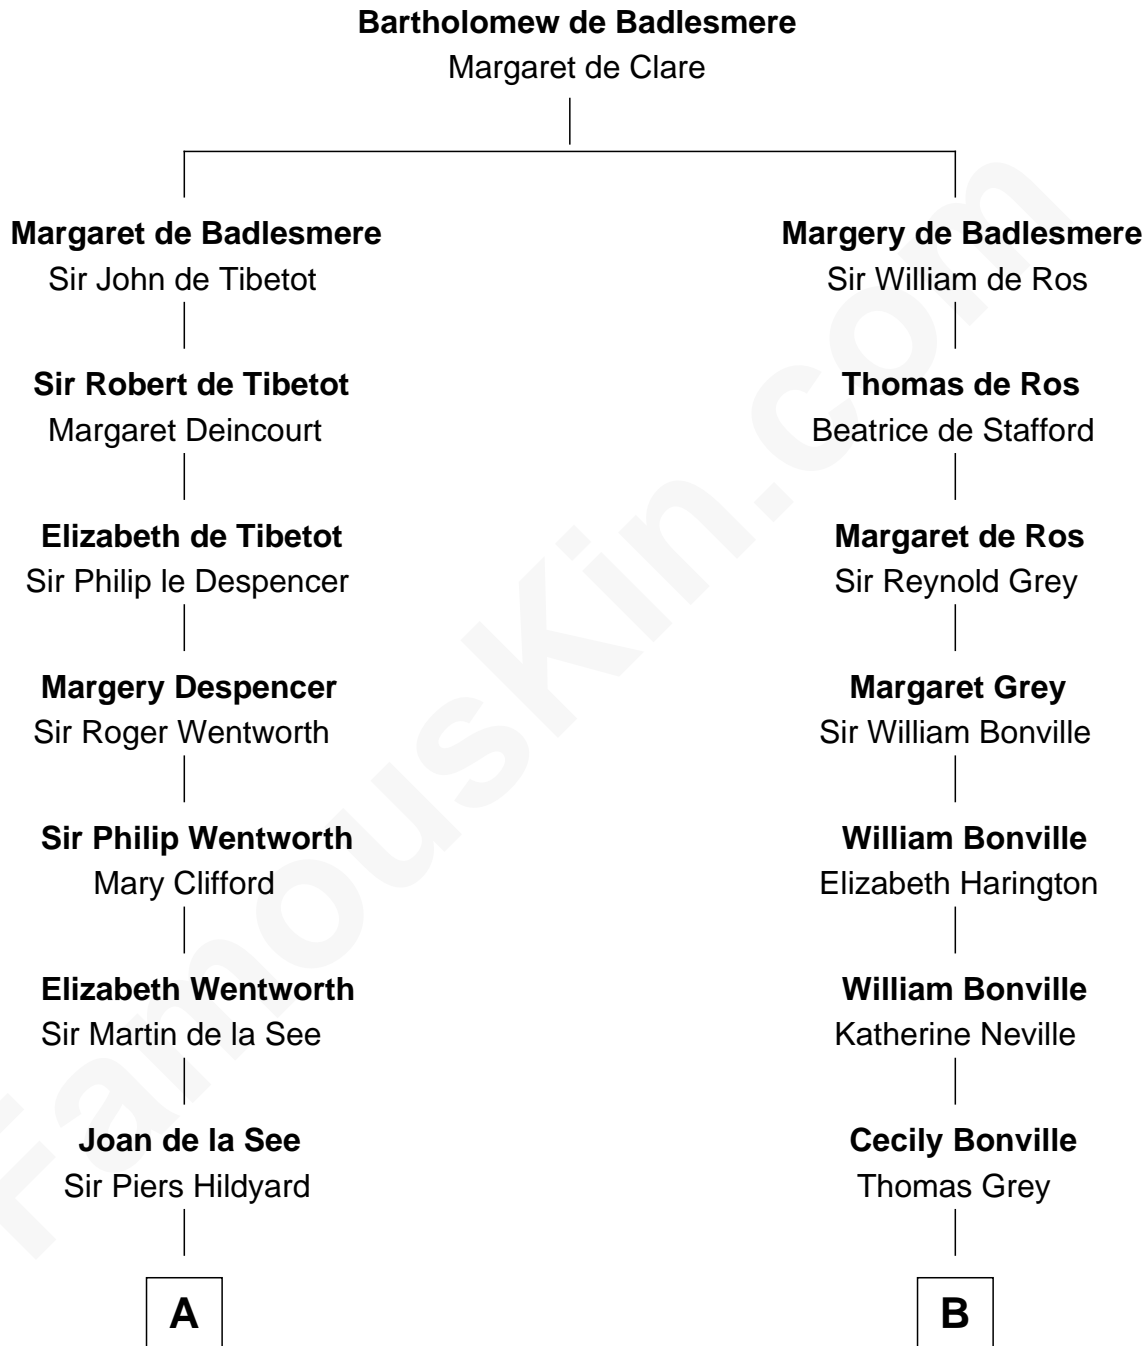 Bartholomew de Badlesmere
Margaret de Clare
Margaret de Badlesmere
Sir John de Tibetot
Margery de Badlesmere
Sir William de Ros
Sir Robert de Tibetot
Margaret Deincourt
Thomas de Ros
Beatrice de Stafford
Elizabeth de Tibetot
Sir Philip le Despencer
Margaret de Ros
Sir Reynold Grey
Margery Despencer
Sir Roger Wentworth
Margaret Grey
Sir William Bonville
Sir Philip Wentworth
Mary Clifford
William Bonville
Elizabeth Harington
Elizabeth Wentworth
Sir Martin de la See
William Bonville
Katherine Neville
Joan de la See
Sir Piers Hildyard
Cecily Bonville
Thomas Grey
A
B
FamousKin.com